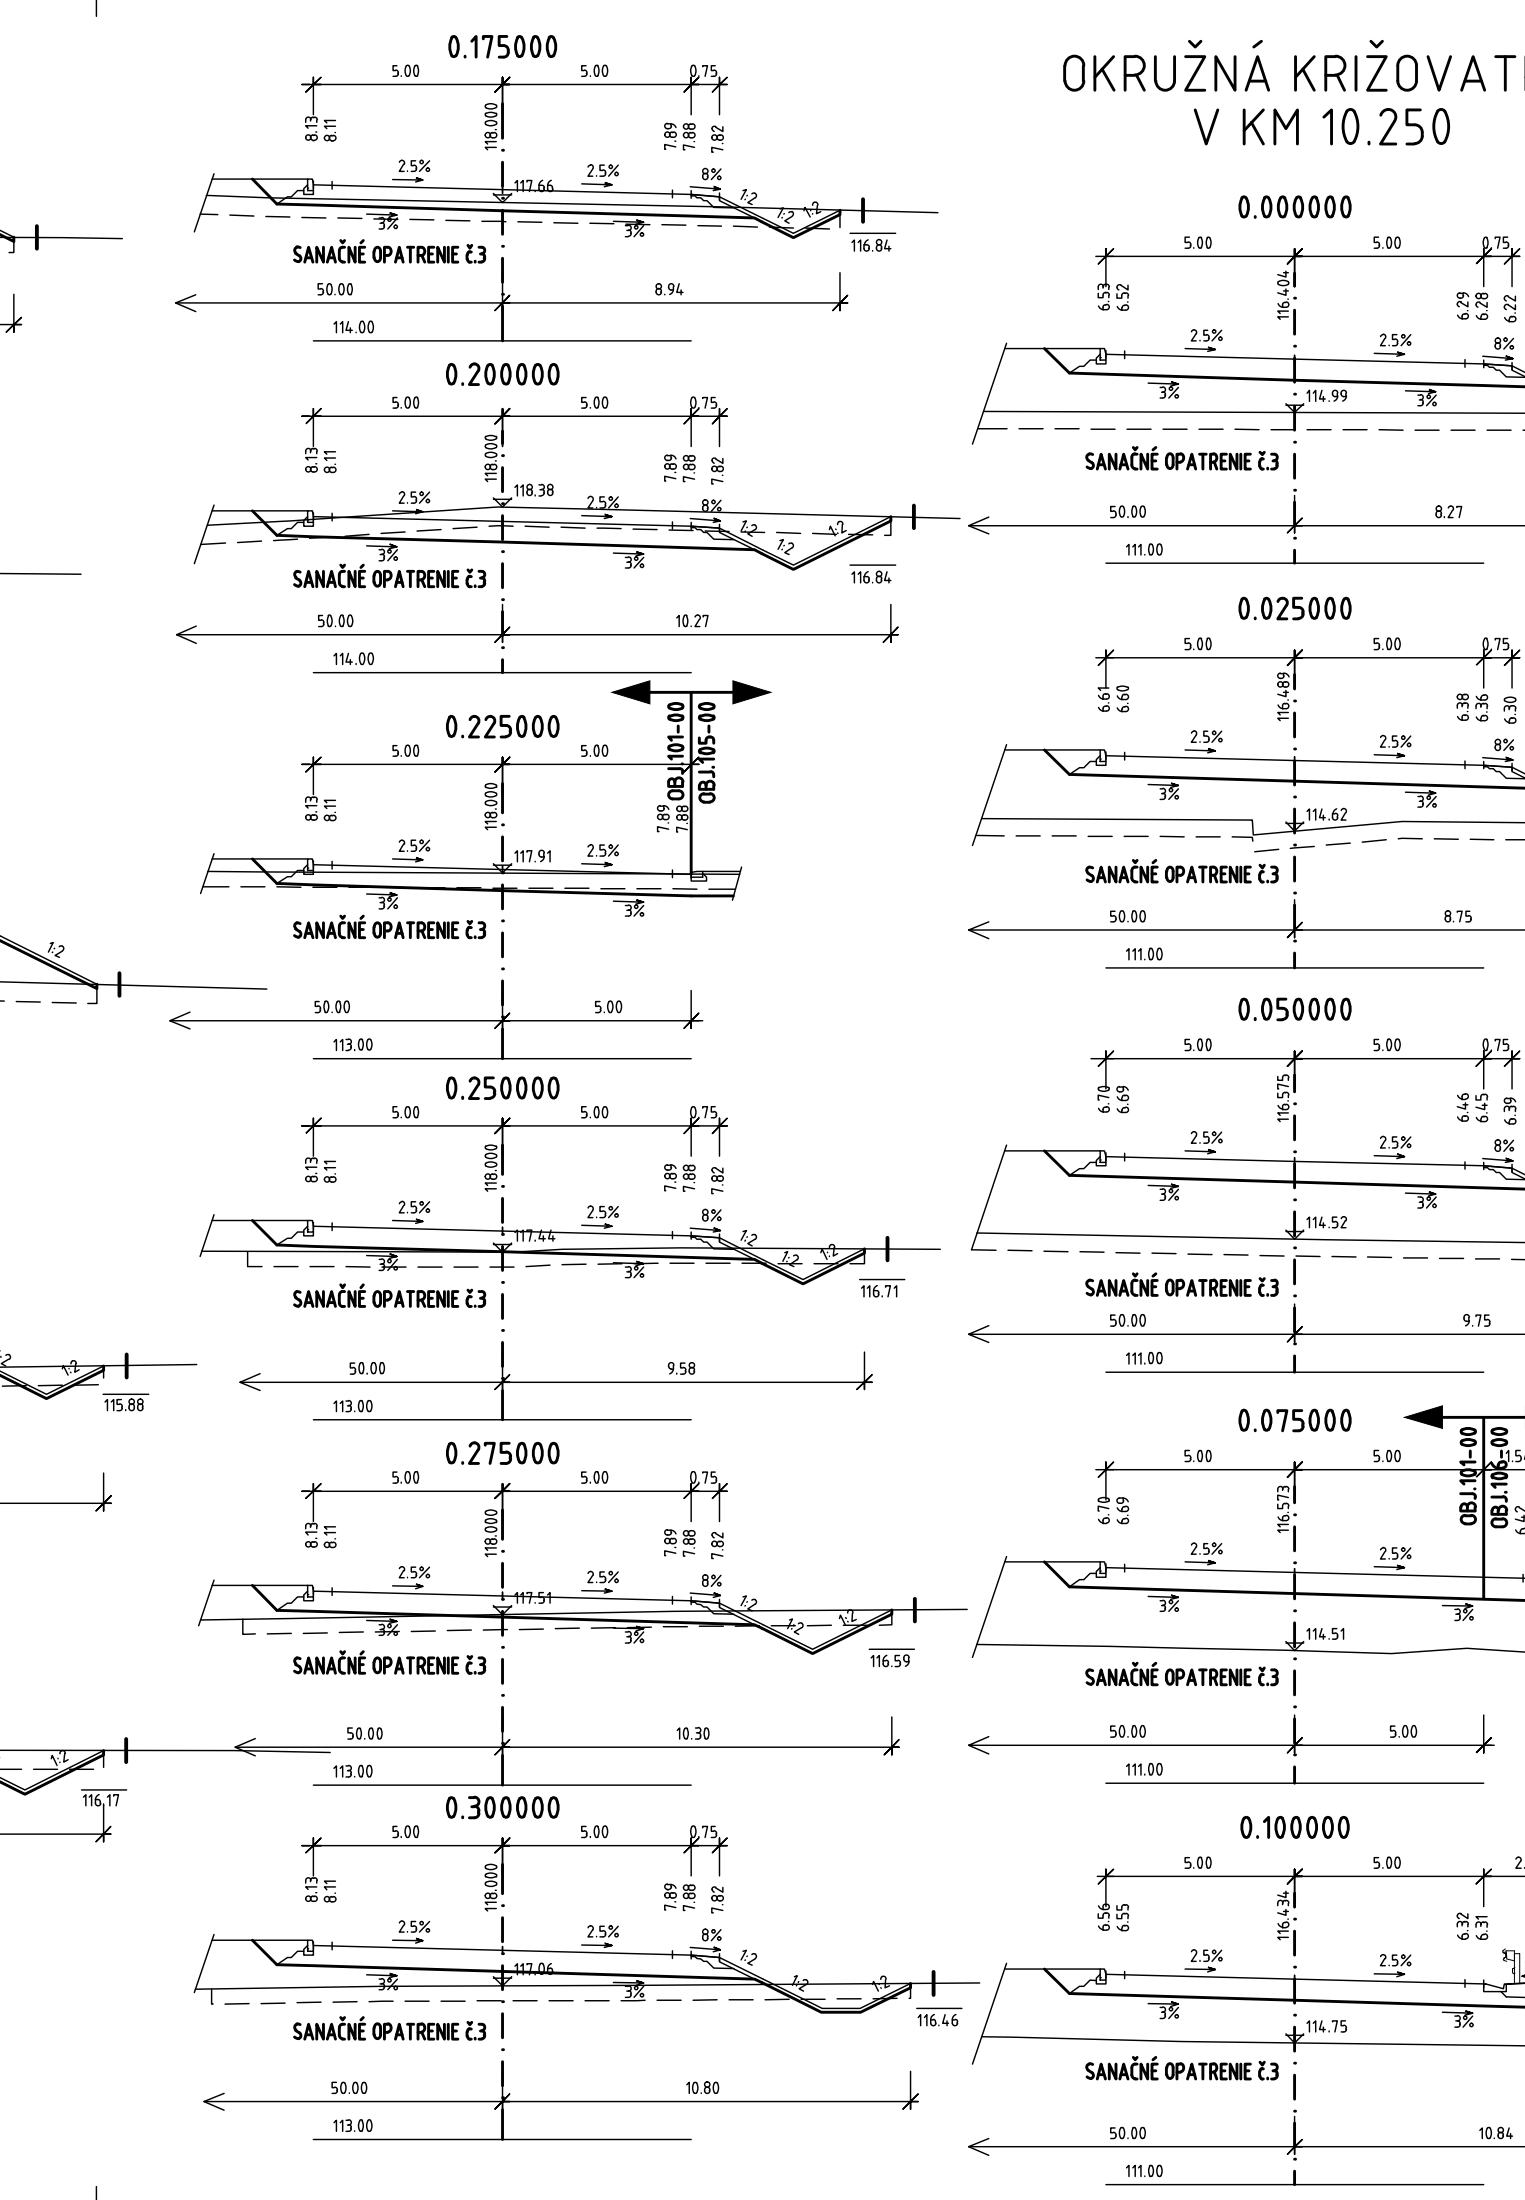 0.175000
5.00 5.00 0.75
8.13 8.11 118.000 7.89 7.88 7.82
2.5% 2.5% 8%
117.66 1:2 1:2 1:2
3% 3%
116.84
SANAČNÉ OPATRENIE č.3
50.00 8.94
114.00
0.200000
5.00 5.00 0.75
8.13 8.11 118.000 7.89 7.88 7.82
118.38
2.5% 2.5% 8%
1:2 1:2 1:2
3% 3%
116.84
SANAČNÉ OPATRENIE č.3
50.00 10.27
114.00
OBJ.101-00 OBJ.105-00
0.225000
5.00 5.00
8.13 8.11 118.000 7.89 7.88
2.5% 117.91 2.5%
3% 3%
SANAČNÉ OPATRENIE č.3
50.00 5.00
113.00
1:2
0.250000
5.00 5.00 0.75
8.13 8.11 118.000 7.89 7.88 7.82
2.5% 2.5% 8%
117.44 1:2 1:2 1:2
3% 3%
116.71
SANAČNÉ OPATRENIE č.3
50.00 9.58
113.00
1:2
115.88
0.275000
5.00 5.00 0.75
8.13 8.11 118.000 7.89 7.88 7.82
2.5% 2.5% 8%
117.51 1:2 1:2 1:2
3% 3%
116.59
SANAČNÉ OPATRENIE č.3
50.00 10.30
113.00
1:2
116.17
0.300000
5.00 5.00 0.75
8.13 8.11 118.000 7.89 7.88 7.82
2.5% 2.5% 8%
117.06 1:2 1:2 1:2
3% 3%
116.46
SANAČNÉ OPATRENIE č.3
50.00 10.80
113.00
OKRUŽNÁ KRIŽOVAT
V KM 10.250
0.000000
5.00 5.00 0.75
6.53 6.52 116.404 6.29 6.28 6.22
2.5% 2.5% 8%
3% 114.99 3%
SANAČNÉ OPATRENIE č.3
50.00 8.27
111.00
0.025000
5.00 5.00 0.75
6.61 6.60 116.489 6.38 6.36 6.30
2.5% 2.5% 8%
3% 3%
114.62
SANAČNÉ OPATRENIE č.3
50.00 8.75
111.00
0.050000
5.00 5.00 0.75
6.70 6.69 116.575 6.46 6.45 6.39
2.5% 2.5% 8%
3% 3%
114.52
SANAČNÉ OPATRENIE č.3
50.00 9.75
111.00
0.075000
OBJ.101-00 OBJ.106-00
5.00 5.00
6.70 6.69 116.573 6.42
2.5% 2.5%
3% 3%
114.51
SANAČNÉ OPATRENIE č.3
50.00 5.00
111.00
0.100000
5.00 5.00 2.
6.56 6.55 116.434 6.32 6.31
2.5% 2.5%
3% 3%
114.75
SANAČNÉ OPATRENIE č.3
50.00 10.84
111.00